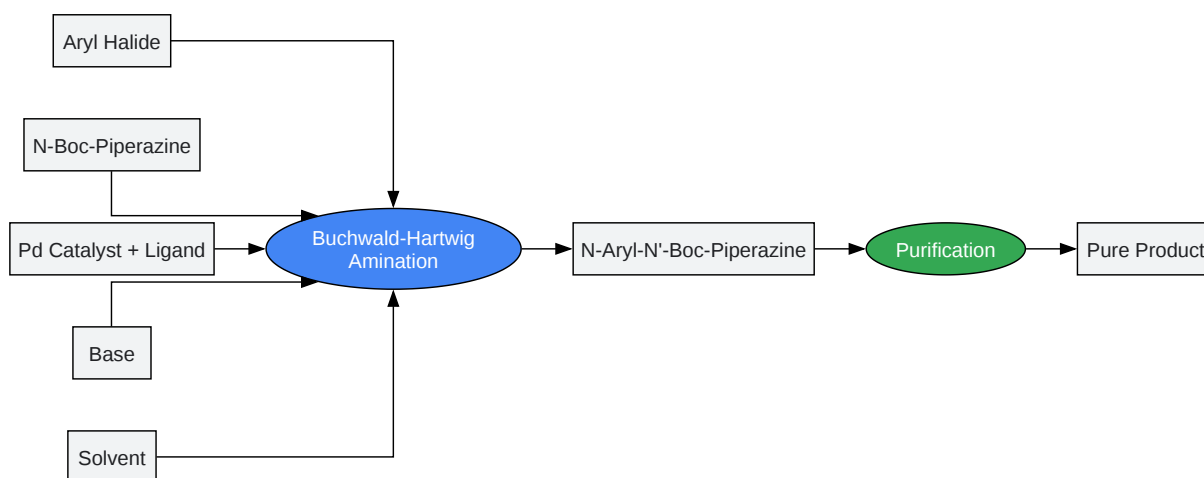 Aryl Halide
N-Boc-Piperazine
Pd Catalyst + Ligand
Base
Solvent
Buchwald-Hartwig
Amination
N-Aryl-N'-Boc-Piperazine
Purification
Pure Product